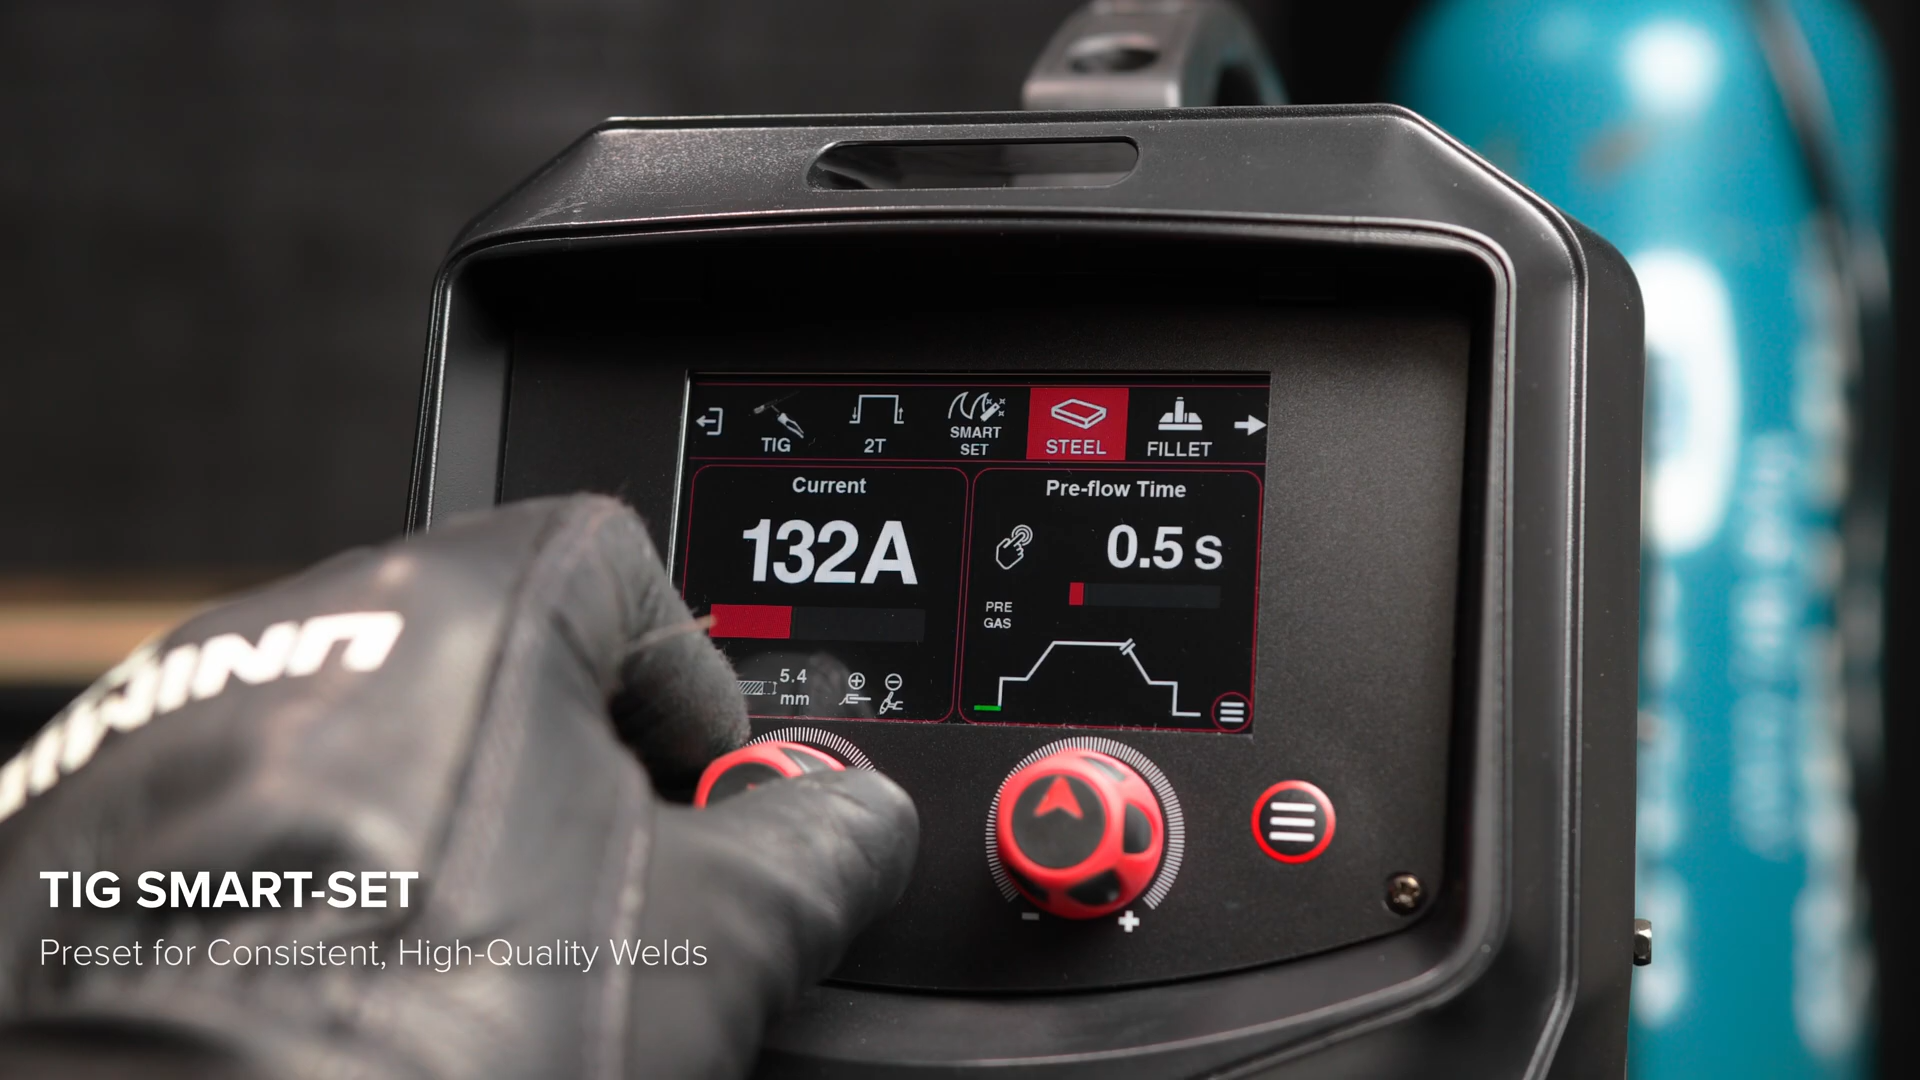 TIG
2T
SMART
SET
STEEL
FILLET
Current
132A
5.4
mm
Pre-flow Time
0.5 s
PRE
GAS
- +
TIG SMART-SET
Preset for Consistent, High-Quality Welds